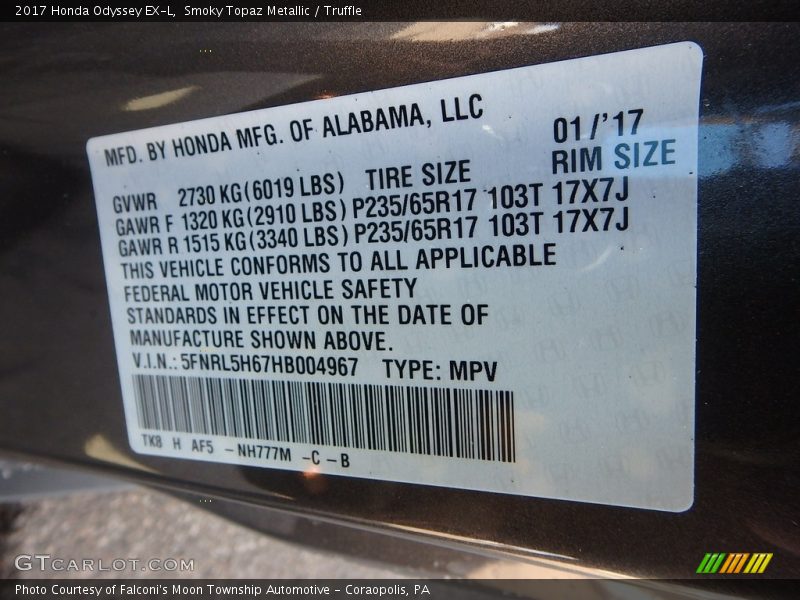 2017 Honda Odyssey EX-L, Smoky Topaz Metallic / Truffle
MFD. BY HONDA MFG. OF ALABAMA, LLC 01/'17
GVWR 2730 KG(6019 LBS) TIRE SIZE RIM SIZE
GAWR F 1320 KG(2910 LBS) P235/65R17 103T 17X7J
GAWR R 1515 KG(3340 LBS) P235/65R17 103T 17X7J
THIS VEHICLE CONFORMS TO ALL APPLICABLE
FEDERAL MOTOR VEHICLE SAFETY
STANDARDS IN EFFECT ON THE DATE OF
MANUFACTURE SHOWN ABOVE.
V.I.N.: 5FNRL5H67HB004967 TYPE: MPV
TK8 H AF5 - NH777M - C - B
GTCARLOT.COM
Photo Courtesy of Falconi's Moon Township Automotive - Coraopolis, PA